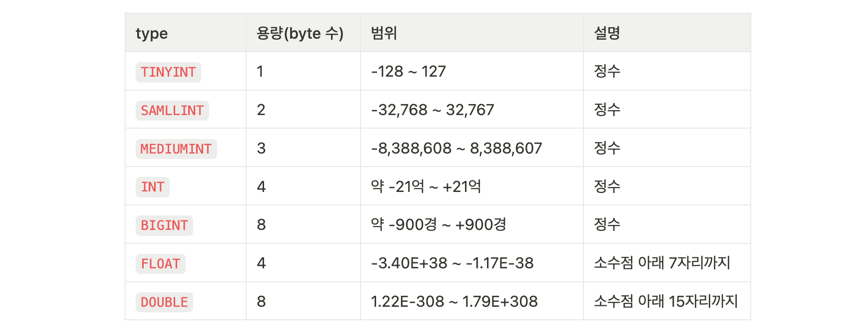 type 용량(byte 수) 범위 설명
TINYINT 1 -128 ~ 127 정수
SAMLLINT 2 -32,768 ~ 32,767 정수
MEDIUMINT 3 -8,388,608 ~ 8,388,607 정수
INT 4 약 -21억 ~ +21억 정수
BIGINT 8 약 -900경 ~ +900경 정수
FLOAT 4 -3.40E+38 ~ -1.17E-38 소수점 아래 7자리까지
DOUBLE 8 1.22E-308 ~ 1.79E+308 소수점 아래 15자리까지